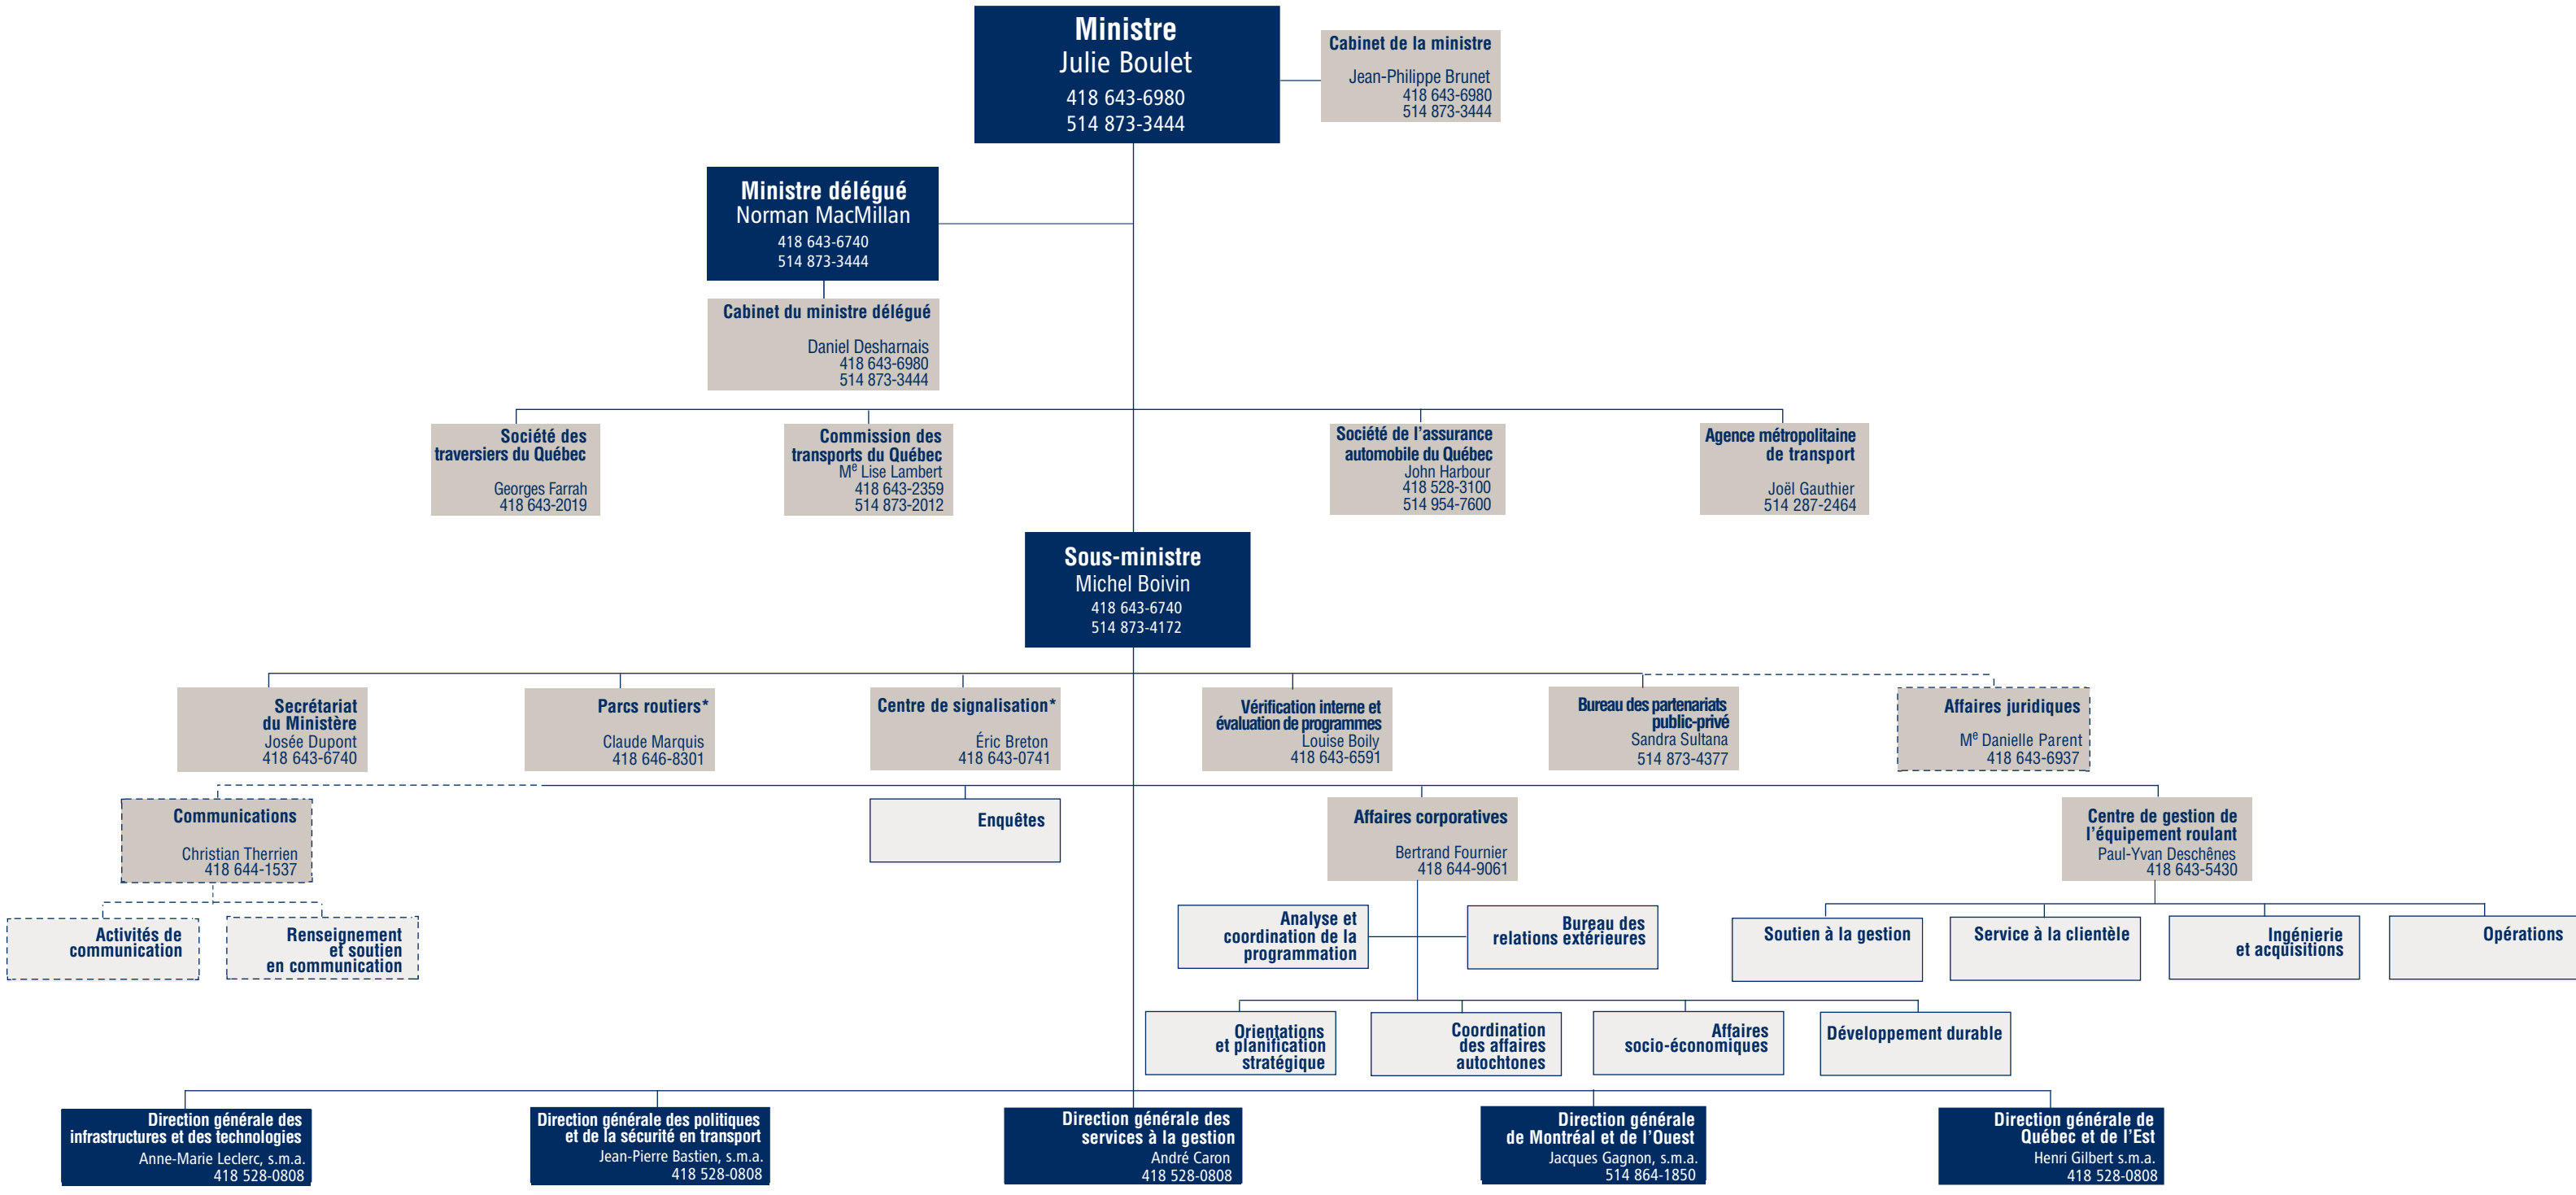 Ministre
Julie Boulet
418 643-6980
514 873-3444
Cabinet de la ministre
Jean-Philippe Brunet
418 643-6980
514 873-3444
Ministre délégué
Norman MacMillan
418 643-6740
514 873-3444
Cabinet du ministre délégué
Daniel Desharnais
418 643-6980
514 873-3444
Société des
traversiers du Québec
Georges Farrah
418 643-2019
Commission des
transports du Québec
Me Lise Lambert
418 643-2359
514 873-2012
Société de l'assurance
automobile du Québec
John Harbour
418 528-3100
514 954-7600
Agence métropolitaine
de transport
Joël Gauthier
514 287-2464
Sous-ministre
Michel Boivin
418 643-6740
514 873-4172
Secrétariat
du Ministère
Josée Dupont
418 643-6740
Parcs routiers*
Claude Marquis
418 646-8301
Centre de signalisation*
Éric Breton
418 643-0741
Vérification interne et
évaluation de programmes
Louise Boily
418 643-6591
Bureau des partenariats
public-privé
Sandra Sultana
514 873-4377
Affaires juridiques
Me Danielle Parent
418 643-6937
Communications
Christian Therrien
418 644-1537
Enquêtes
Affaires corporatives
Bertrand Fournier
418 644-9061
Centre de gestion de
l'équipement roulant
Paul-Yvan Deschênes
418 643-5430
Activités de
communication
Renseignement
et soutien
en communication
Analyse et
coordination de la
programmation
Bureau des
relations extérieures
Soutien à la gestion
Service à la clientèle
Ingénierie
et acquisitions
Opérations
Orientations
et planification
stratégique
Coordination
des affaires
autochtones
Affaires
socio-économiques
Développement durable
Direction générale des
infrastructures et des technologies
Anne-Marie Leclerc, s.m.a.
418 528-0808
Direction générale des politiques
et de la sécurité en transport
Jean-Pierre Bastien, s.m.a.
418 528-0808
Direction générale des
services à la gestion
André Caron
418 528-0808
Direction générale
de Montréal et de l'Ouest
Jacques Gagnon, s.m.a.
514 864-1850
Direction générale de
Québec et de l'Est
Henri Gilbert s.m.a.
418 528-0808